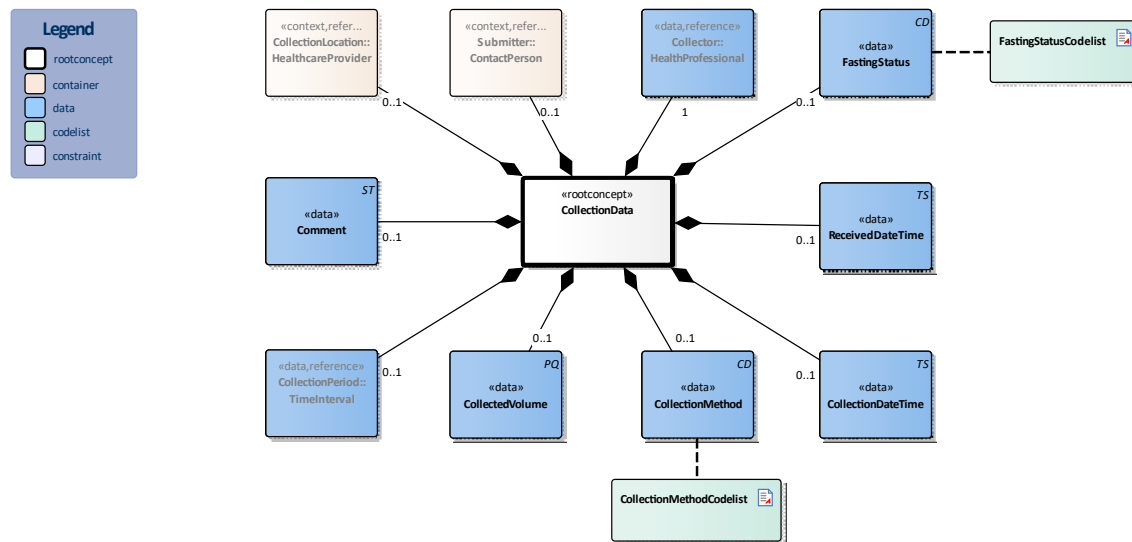 Legend
rootconcept
container
data
codelist
constraint
«context,refer...
CollectionLocation::
HealthcareProvider
0..1
«context,refer...
Submitter::
ContactPerson
0..1
«data,reference»
Collector::
HealthProfessional
1
CD
«data»
FastingStatus
0..1
FastingStatusCodelist
«rootconcept»
CollectionData
ST
«data»
Comment
0..1
TS
«data»
ReceivedDateTime
0..1
«data,reference»
CollectionPeriod::
TimeInterval
0..1
PQ
«data»
CollectedVolume
0..1
CD
«data»
CollectionMethod
0..1
TS
«data»
CollectionDateTime
0..1
CollectionMethodCodelist